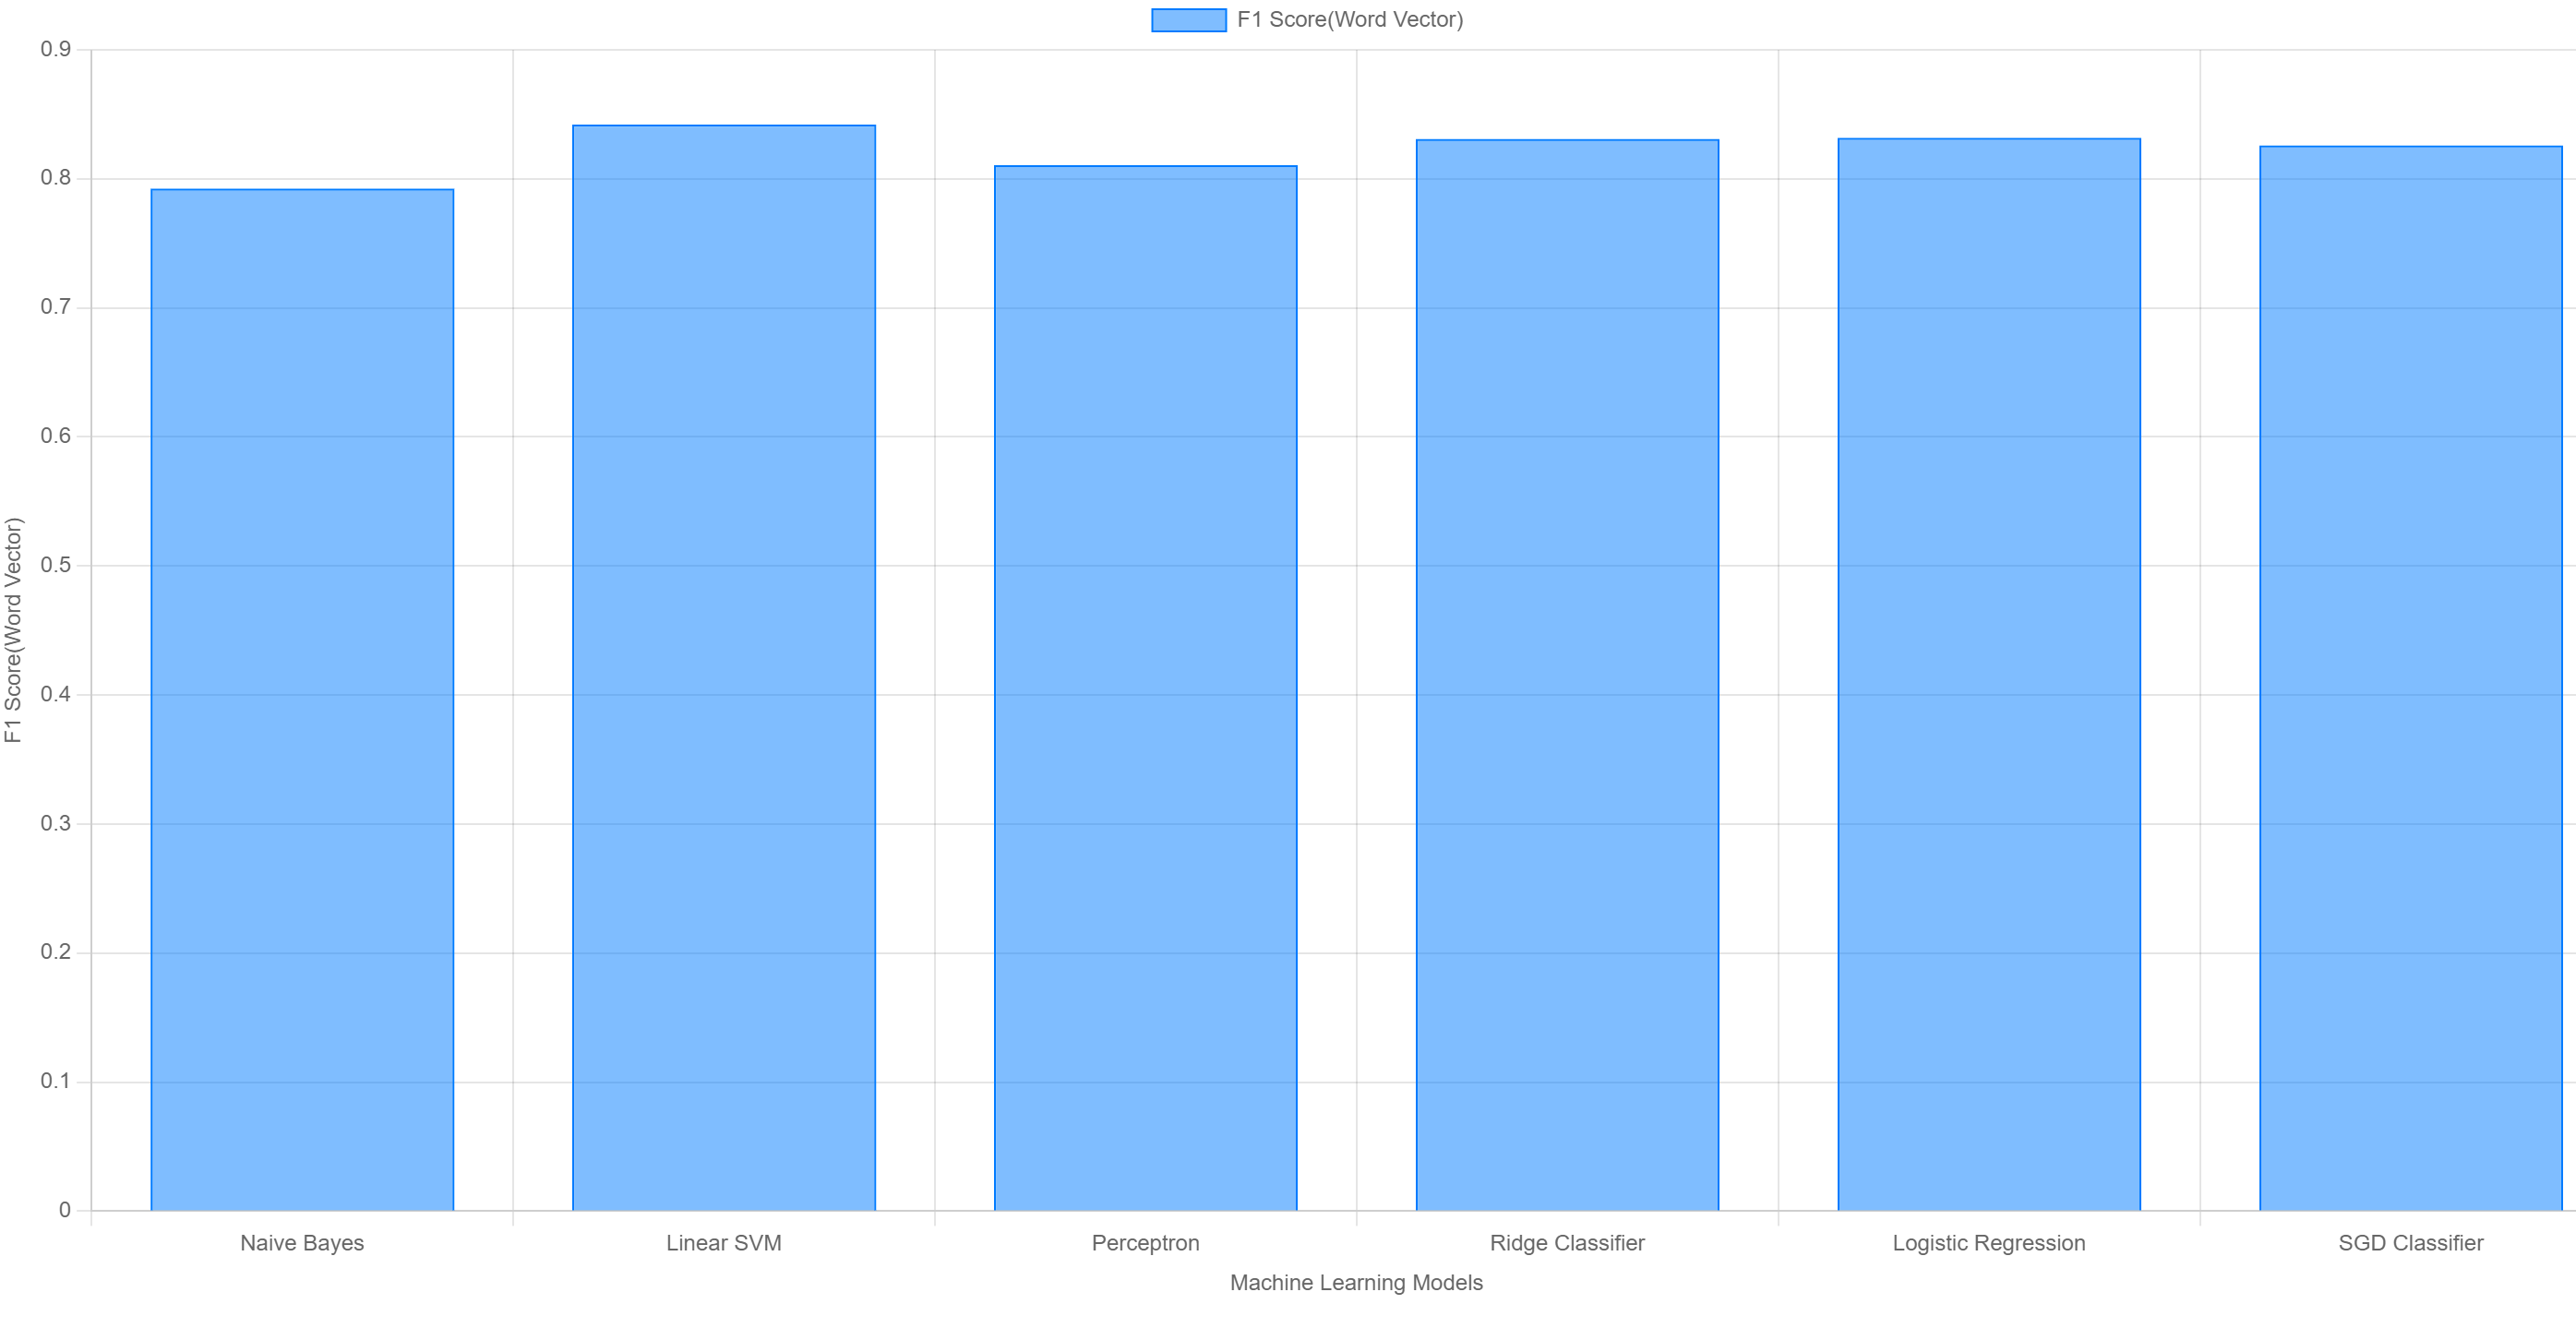 F1 Score(Word Vector)
0.9
0.8
0.7
0.6
0.5
0.4
0.3
0.2
0.1
0
F1 Score(Word Vector)
Naive Bayes
Linear SVM
Perceptron
Ridge Classifier
Logistic Regression
SGD Classifier
Machine Learning Models